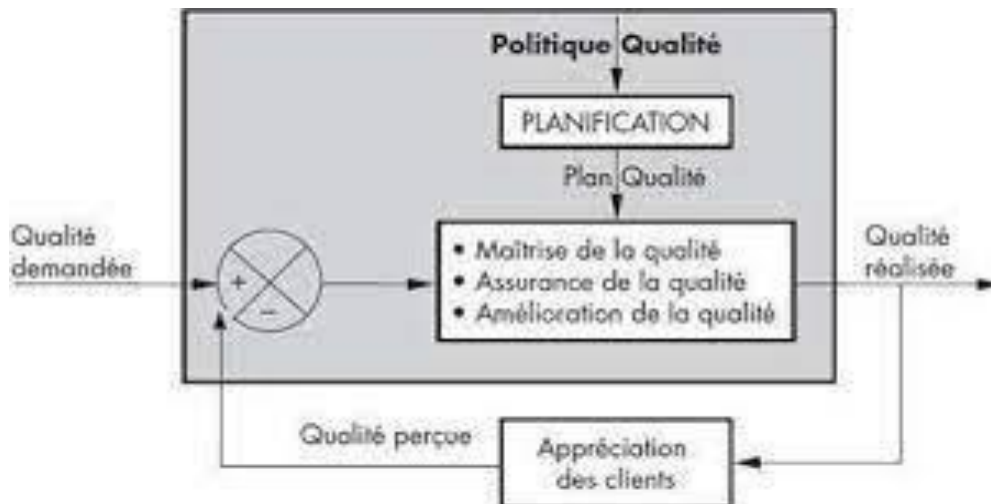 Politique Qualité
PLANIFICATION
Plan Qualité
Qualité
demandée
+
−
• Maîtrise de la qualité
• Assurance de la qualité
• Amélioration de la qualité
Qualité
réalisée
Qualité perçue
Appréciation
des clients